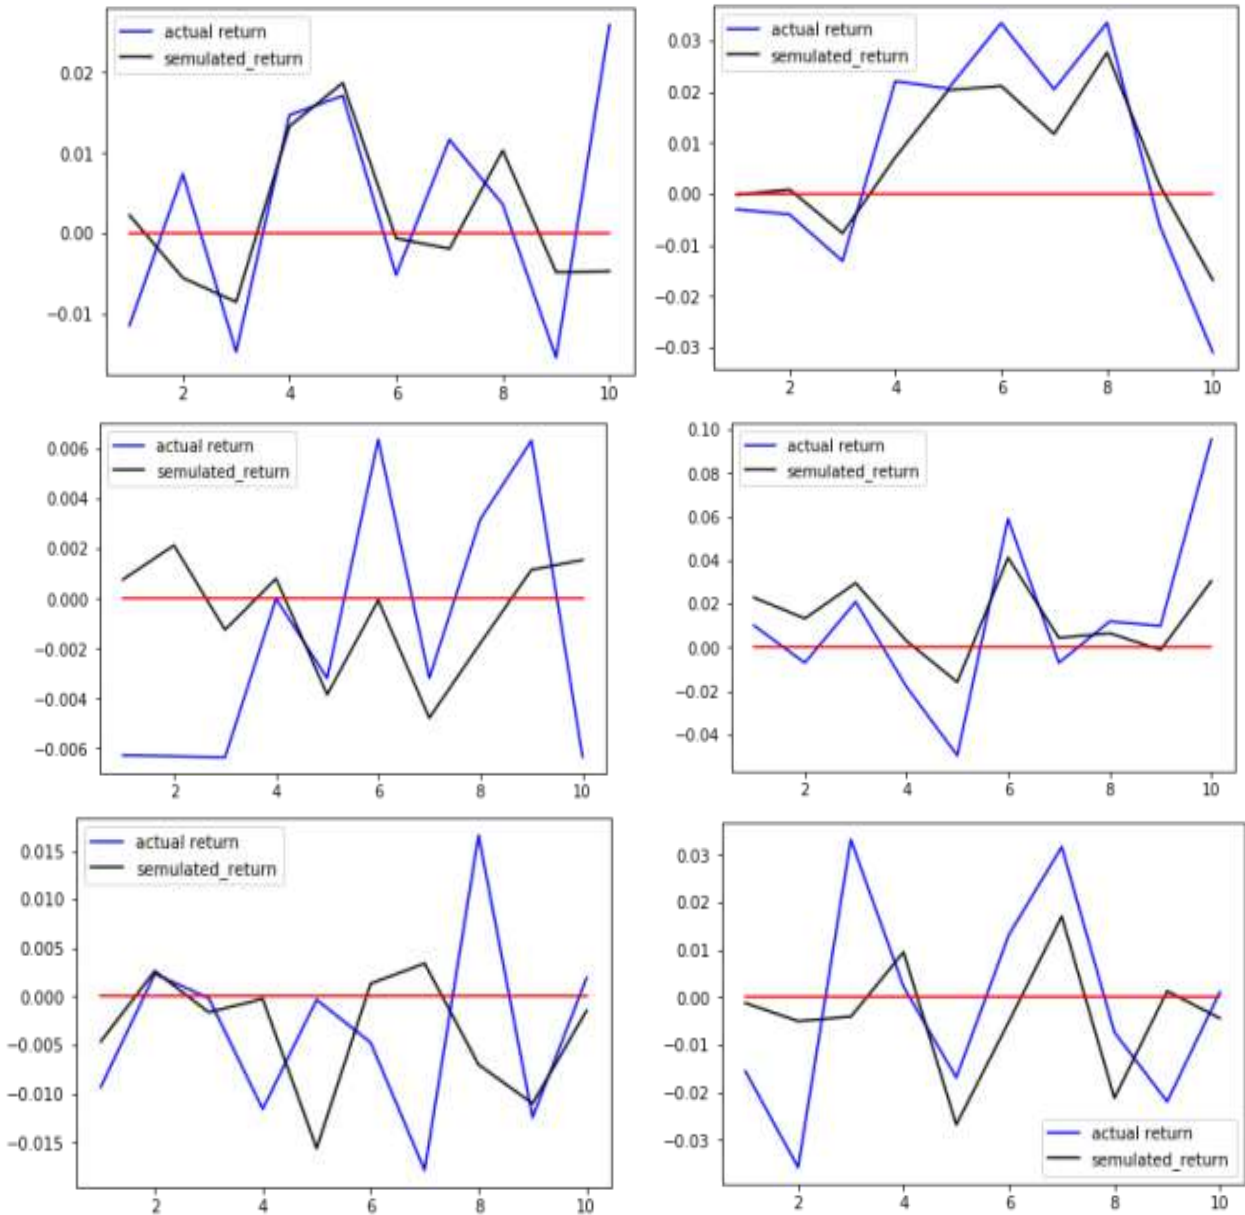 actual return
semulated_return
0.02
0.01
0.00
−0.01
2 4 6 8 10
actual return
semulated_return
0.03
0.02
0.01
0.00
−0.01
−0.02
−0.03
2 4 6 8 10
actual return
semulated_return
0.006
0.004
0.002
0.000
−0.002
−0.004
−0.006
2 4 6 8 10
actual return
semulated_return
0.10
0.08
0.06
0.04
0.02
0.00
−0.02
−0.04
2 4 6 8 10
actual return
semulated_return
0.015
0.010
0.005
0.000
−0.005
−0.010
−0.015
2 4 6 8 10
0.03
0.02
0.01
0.00
−0.01
−0.02
−0.03
actual return
semulated_return
2 4 6 8 10